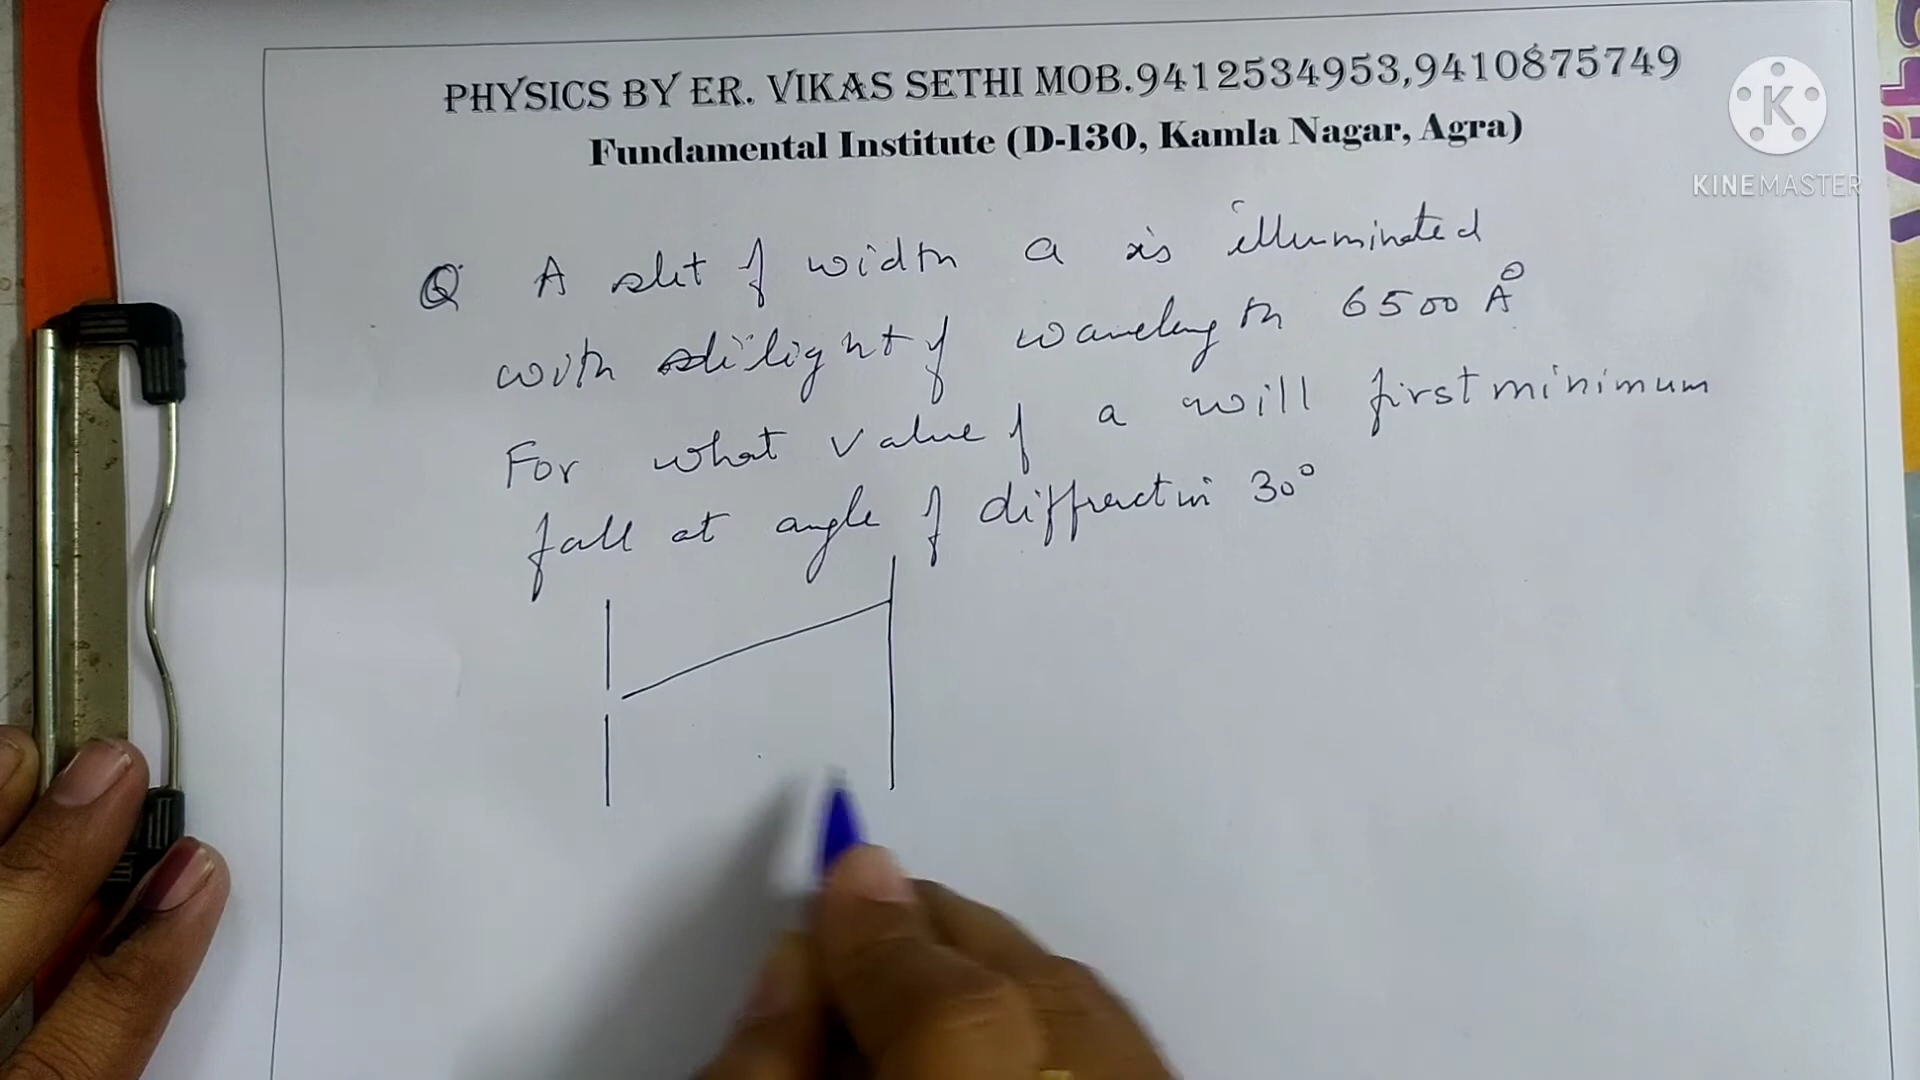 PHYSICS BY ER. VIKAS SETHI MOB.9412534953,9410875749
Fundamental Institute (D-130, Kamla Nagar, Agra)
K
KINEMASTER
Q A slit of width a is illuminated
with light of wavelength 6500 Å
For what value of a will first minimum
fall at angle of diffraction 30°